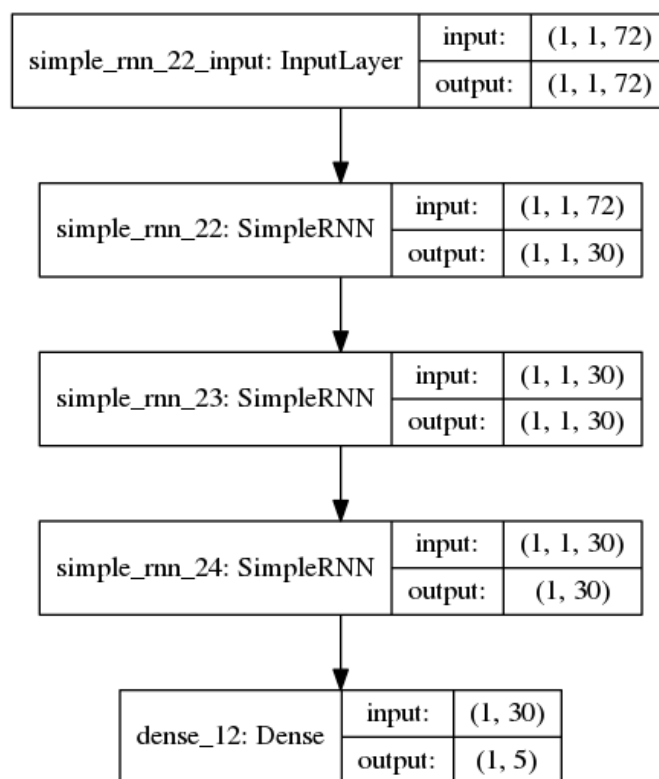 simple_rnn_22_input: InputLayer
input: (1, 1, 72)
output: (1, 1, 72)
simple_rnn_22: SimpleRNN
input: (1, 1, 72)
output: (1, 1, 30)
simple_rnn_23: SimpleRNN
input: (1, 1, 30)
output: (1, 1, 30)
simple_rnn_24: SimpleRNN
input: (1, 1, 30)
output: (1, 30)
dense_12: Dense
input: (1, 30)
output: (1, 5)